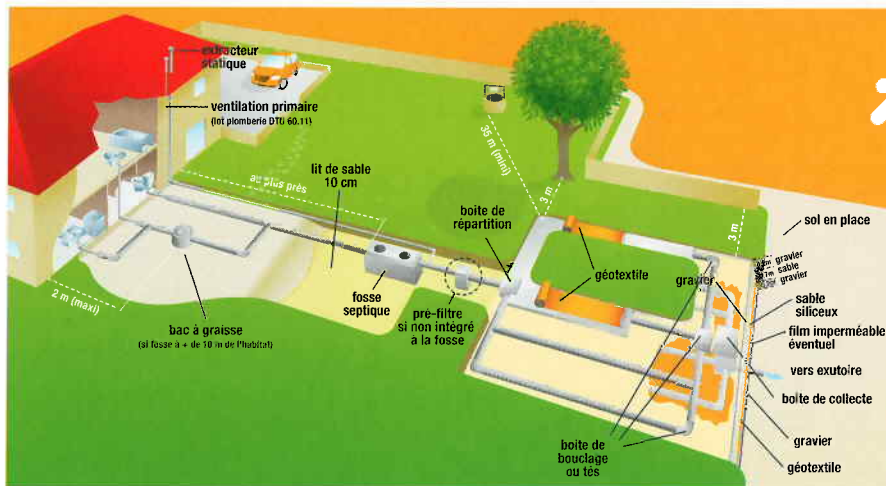 extracteur
statique
ventilation primaire
(lot plomberie DTU 60.11)
au plus près
lit de sable
10 cm
35 m (mini)
3 m
boite de
répartition
3 m
sol en place
gravier
sable
gravier
géotextile
gravier
sable
siliceux
fosse
septique
pré-filtre
si non intégré
à la fosse
2 m (maxi)
bac à graisse
(si fosse à + de 10 m de l'habitat)
film imperméable
éventuel
vers exutoire
boite de collecte
boite de
bouclage
ou tés
gravier
géotextile